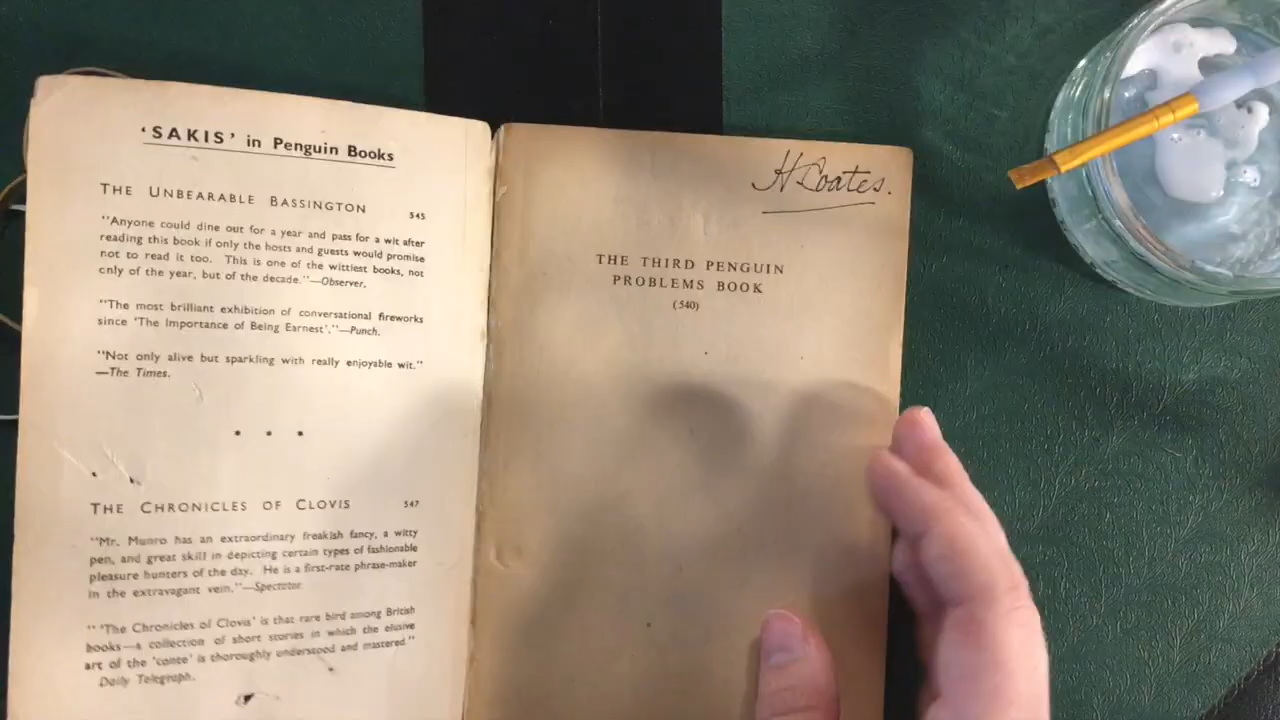 ‘SAKIS’ in Penguin Books
THE UNBEARABLE BASSINGTON 545
"Anyone could dine out for a year and pass for a wit after
reading this book if only the hosts and guests would promise
not to read it too. This is one of the wittiest books, not
only of the year, but of the decade."—Observer.
"The most brilliant exhibition of conversational fireworks
since 'The Importance of Being Earnest'."—Punch.
"Not only alive but sparkling with really enjoyable wit."
—The Times.
THE CHRONICLES OF CLOVIS 547
"Mr. Munro has an extraordinary freakish fancy, a witty
pen, and great skill in depicting certain types of fashionable
pleasure hunters of the day. He is a first-rate phrase-maker
in the extravagant vein."—Spectator
"'The Chronicles of Clovis' is that rare bird among British
books—a collection of short stories in which the elusive
art of the 'conte' is thoroughly understood and mastered."
Daily Telegraph.
H Coates.
THE THIRD PENGUIN
PROBLEMS BOOK
(540)